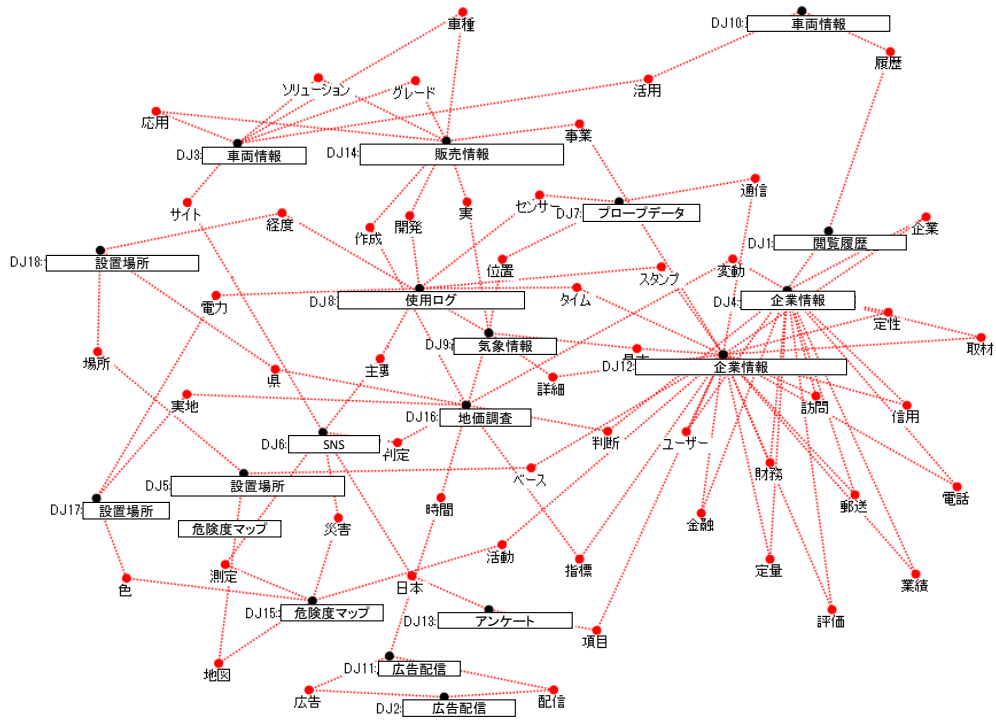 車種
DJ10: 車両情報
履歴
ソリューション
グレード
活用
応用
事業
DJ3: 車両情報
DJ14: 販売情報
通信
サイト
経度
実
センサー
DJ7: プローブデータ
企業
作成
開発
DJ1: 閲覧履歴
DJ18: 設置場所
位置
スタンプ
変動
電力
DJ8: 使用ログ
タイム
DJ4: 企業情報
定性
DJ9: 気象情報
取材
場所
主要
DJ12: 企業情報
県
詳細
実地
訪問
信用
DJ16: 地価調査
DJ6: SNS
判定
判断
ユーザー
ベース
財務
DJ5: 設置場所
電話
DJ17: 設置場所
時間
郵送
危険度マップ
災害
金融
活動
測定
指標
定量
色
日本
業績
DJ15: 危険度マップ
DJ13: アンケート
評価
項目
地図
DJ11: 広告配信
広告
配信
DJ2: 広告配信